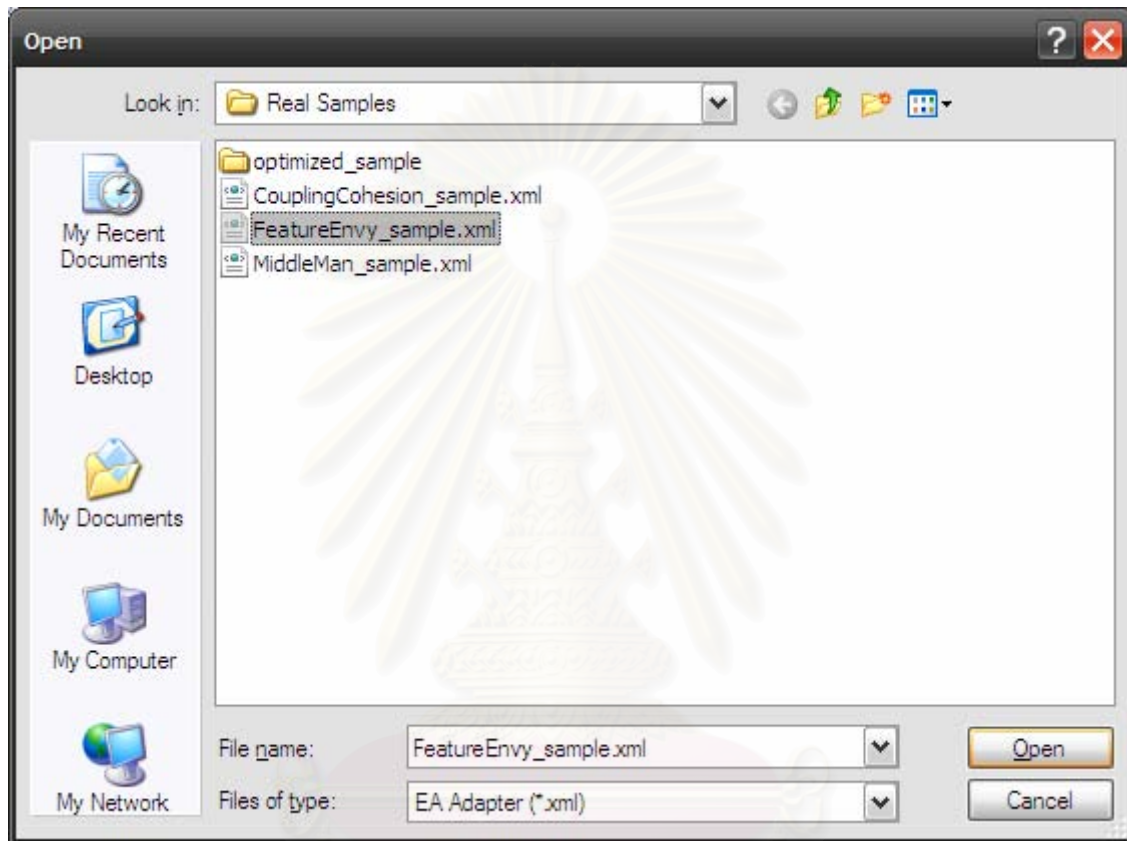 Open
Look in:
Real Samples
optimized_sample
CouplingCohesion_sample.xml
FeatureEnvy_sample.xml
MiddleMan_sample.xml
My Recent
Documents
Desktop
My Documents
My Computer
My Network
File name:
FeatureEnvy_sample.xml
Open
Files of type:
EA Adapter (*.xml)
Cancel